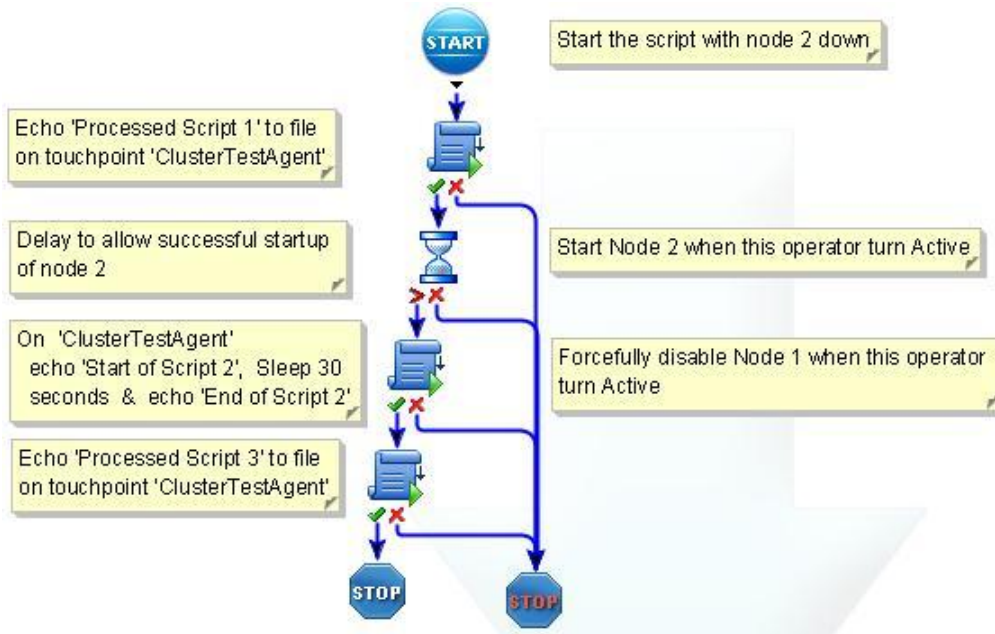 START
Start the script with node 2 down
Echo 'Processed Script 1' to file
on touchpoint 'ClusterTestAgent'
Delay to allow successful startup
of node 2
Start Node 2 when this operator turn Active
On 'ClusterTestAgent'
echo 'Start of Script 2', Sleep 30
seconds & echo 'End of Script 2'
Forcefully disable Node 1 when this operator
turn Active
Echo 'Processed Script 3' to file
on touchpoint 'ClusterTestAgent'
STOP
STOP